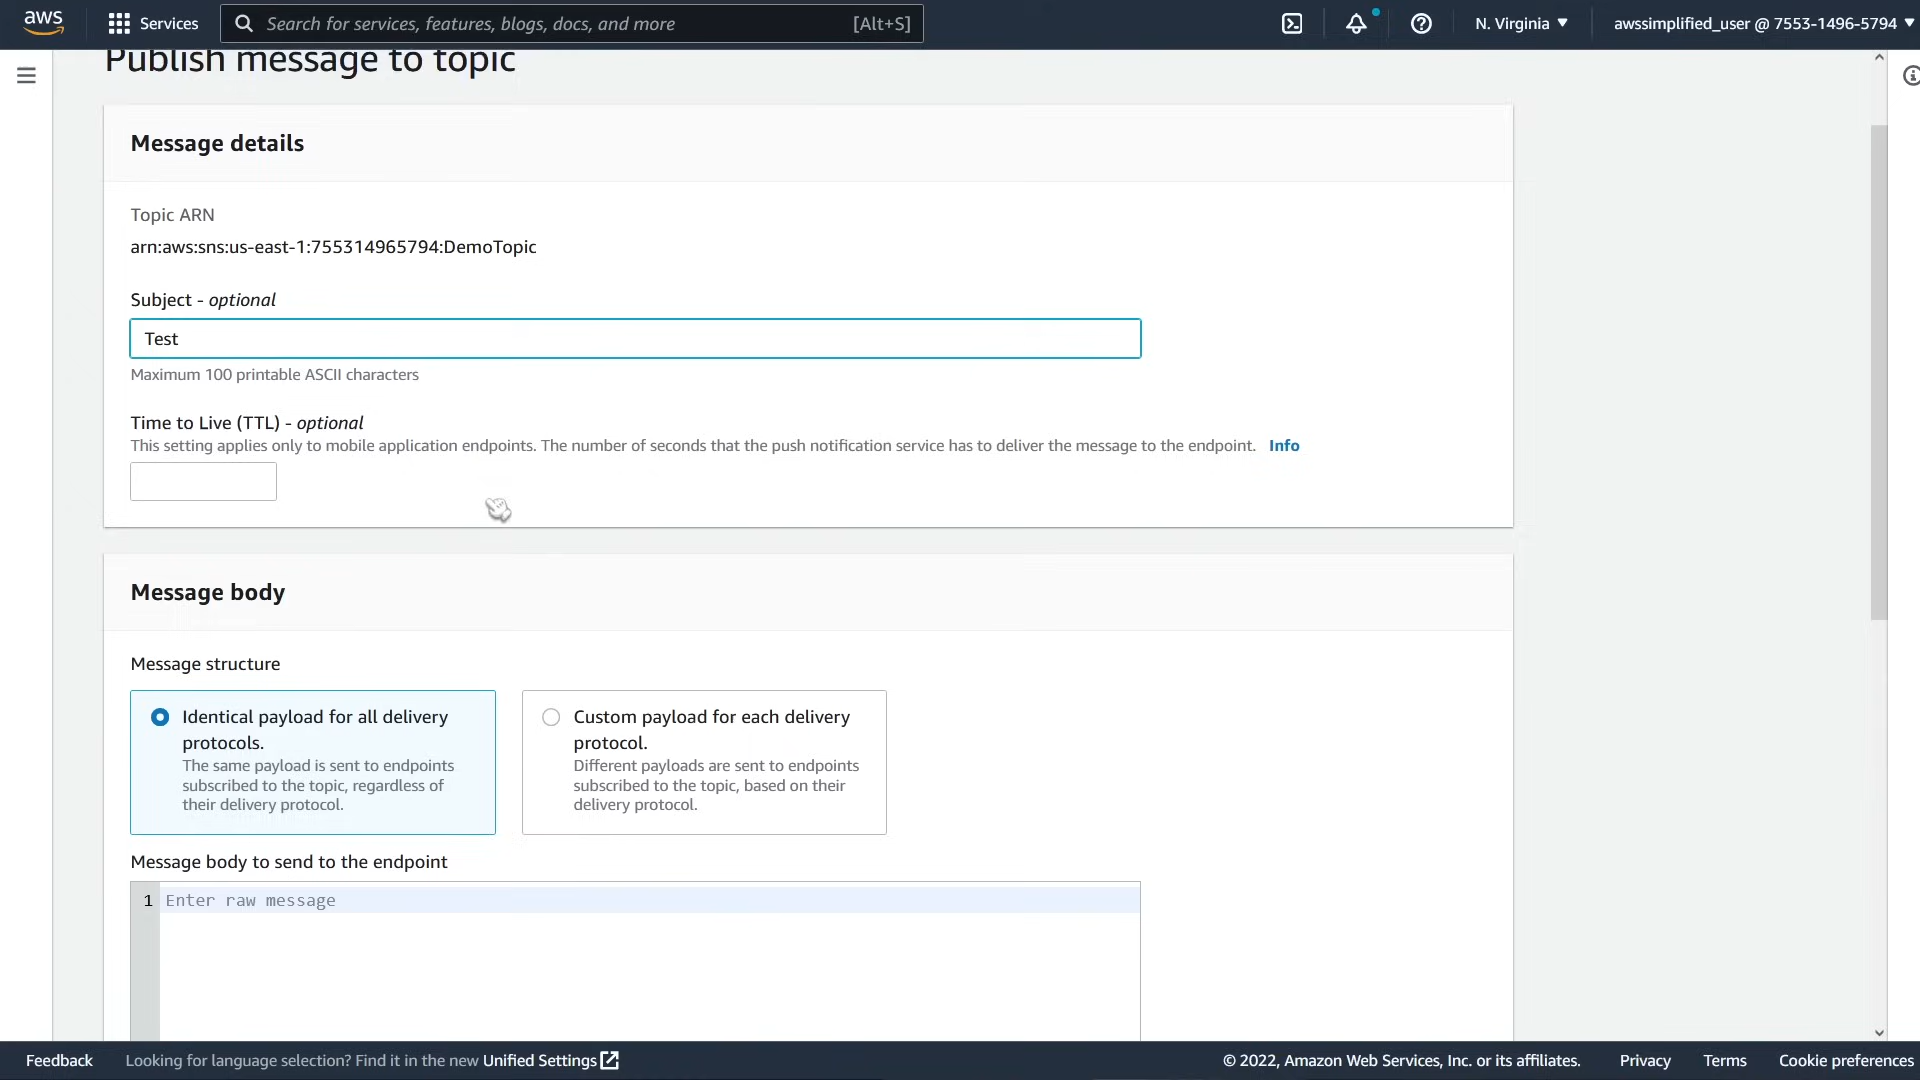 aws
Services
Search for services, features, blogs, docs, and more
[Alt+S]
N. Virginia
awssimplified_user @ 7553-1496-5794
Publish message to topic
Message details
Topic ARN
arn:aws:sns:us-east-1:755314965794:DemoTopic
Subject - optional
Test
Maximum 100 printable ASCII characters
Time to Live (TTL) - optional
This setting applies only to mobile application endpoints. The number of seconds that the push notification service has to deliver the message to the endpoint. Info
Message body
Message structure
Identical payload for all delivery
protocols.
The same payload is sent to endpoints
subscribed to the topic, regardless of
their delivery protocol.
Custom payload for each delivery
protocol.
Different payloads are sent to endpoints
subscribed to the topic, based on their
delivery protocol.
Message body to send to the endpoint
1 Enter raw message
Feedback
Looking for language selection? Find it in the new Unified Settings
© 2022, Amazon Web Services, Inc. or its affiliates.
Privacy
Terms
Cookie preferences